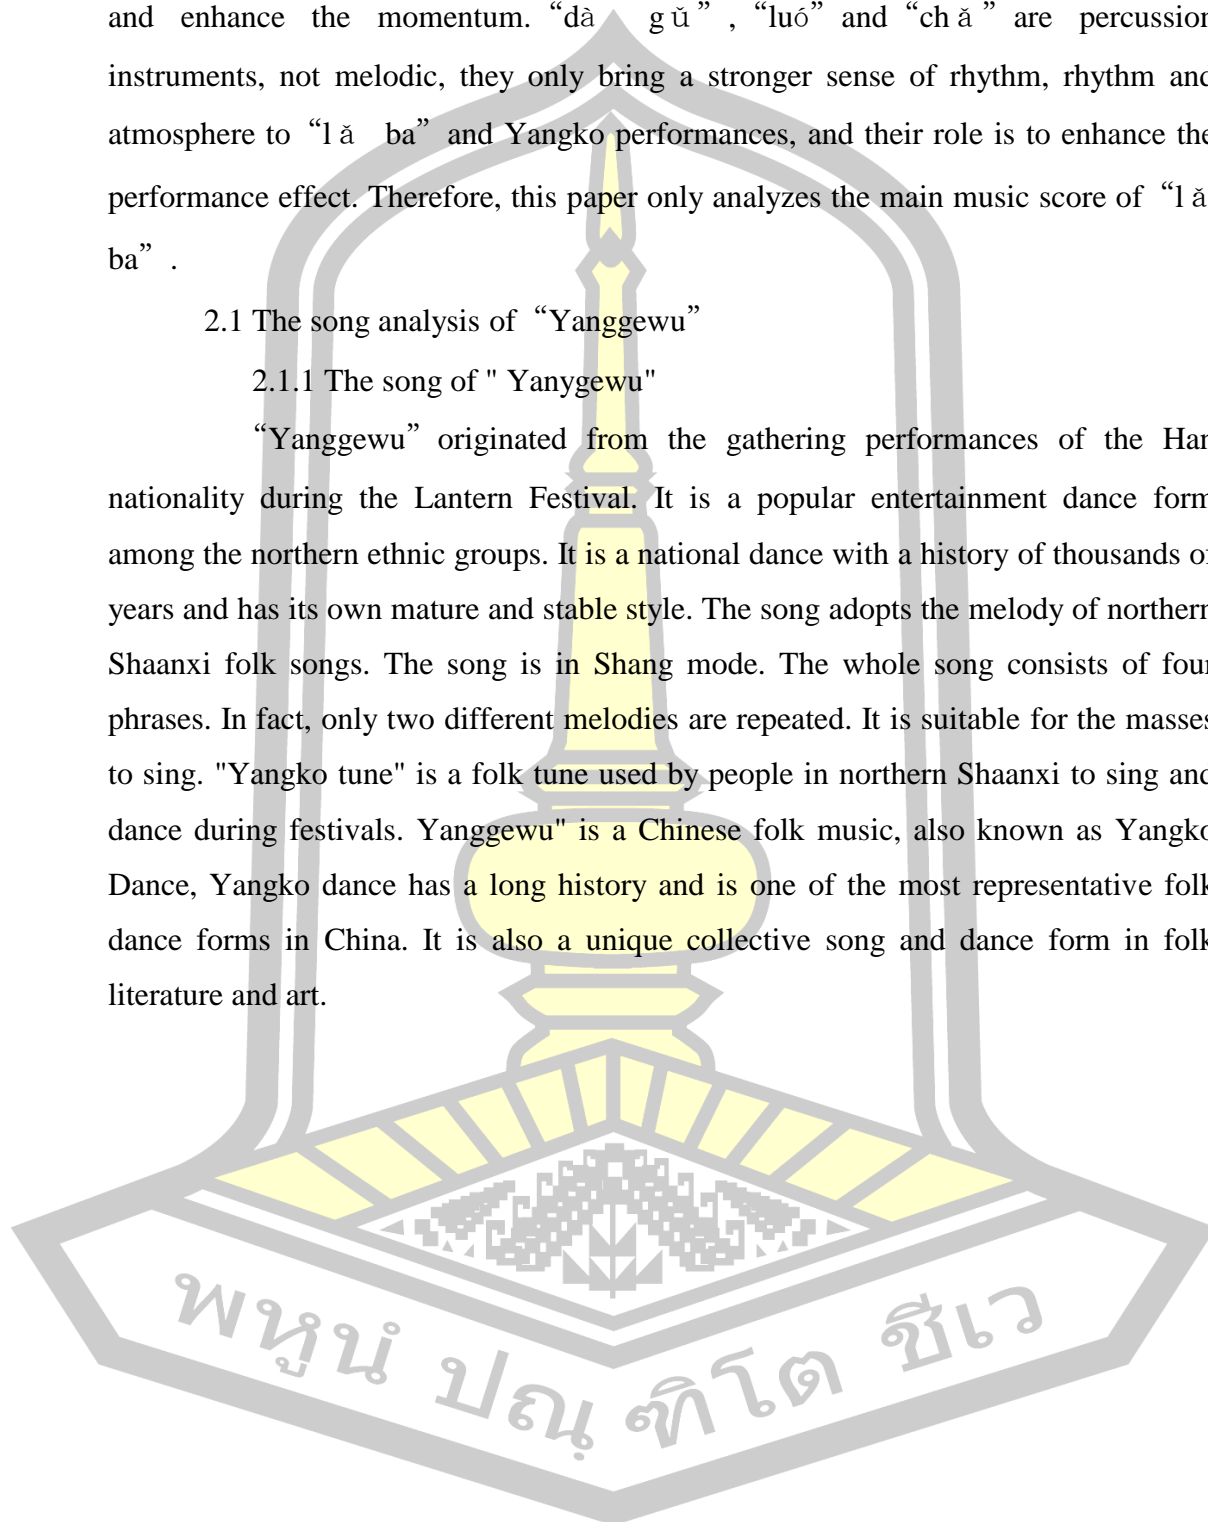 and enhance the momentum. “dà gǔ”, “luó” and “chǎ” are percussion
instruments, not melodic, they only bring a stronger sense of rhythm, rhythm and
atmosphere to “lǎ ba” and Yangko performances, and their role is to enhance the
performance effect. Therefore, this paper only analyzes the main music score of “lǎ
ba”.
2.1 The song analysis of “Yanggewu”
2.1.1 The song of " Yanygewu"
“Yanggewu” originated from the gathering performances of the Han
nationality during the Lantern Festival. It is a popular entertainment dance form
among the northern ethnic groups. It is a national dance with a history of thousands of
years and has its own mature and stable style. The song adopts the melody of northern
Shaanxi folk songs. The song is in Shang mode. The whole song consists of four
phrases. In fact, only two different melodies are repeated. It is suitable for the masses
to sing. "Yangko tune" is a folk tune used by people in northern Shaanxi to sing and
dance during festivals. Yanggewu" is a Chinese folk music, also known as Yangko
Dance, Yangko dance has a long history and is one of the most representative folk
dance forms in China. It is also a unique collective song and dance form in folk
literature and art.
พหูนํ ปณฺฑิโต ชีเว